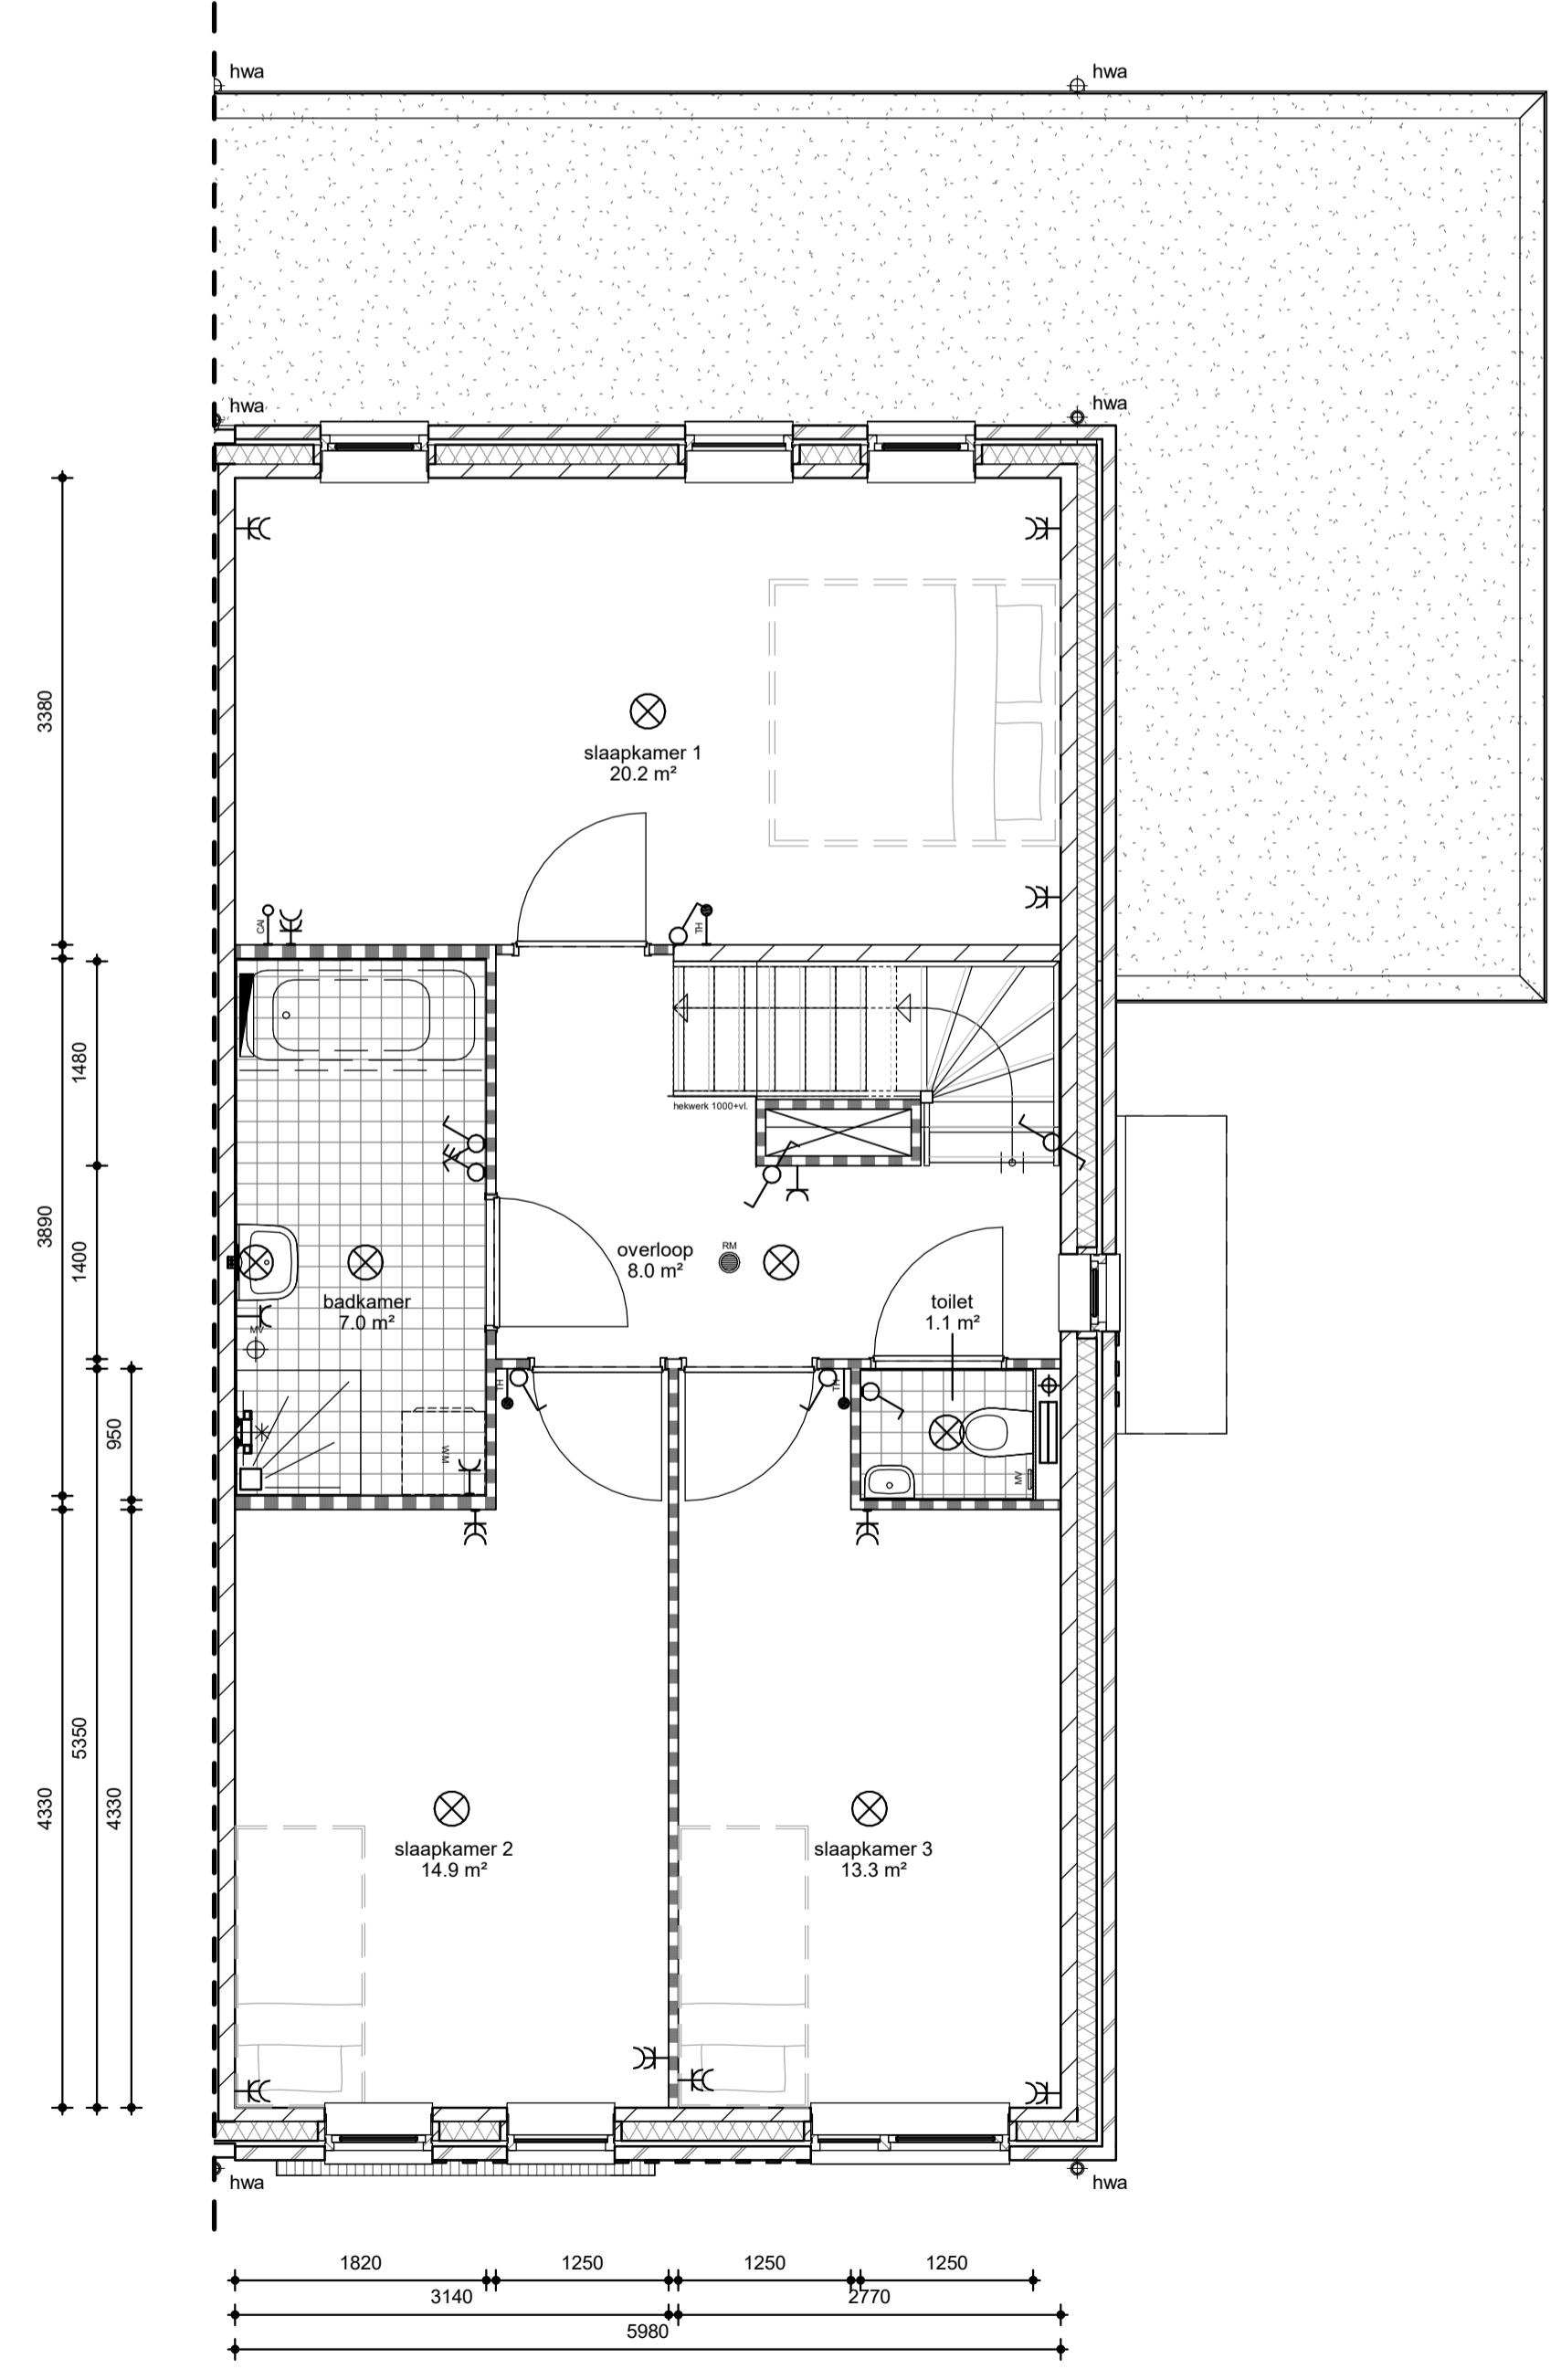 hwa
hwa
hwa
hwa
3380
slaapkamer 1
20.2 m²
CAI
TH
1480
hekwerk 1000+vl.
3890
1400
overloop
8.0 m²
RM
badkamer
7.0 m²
toilet
1.1 m²
MV
TH
TH
950
WM
MV
5350
4330
4330
slaapkamer 2
14.9 m²
slaapkamer 3
13.3 m²
hwa
hwa
1820
1250
1250
1250
3140
2770
5980